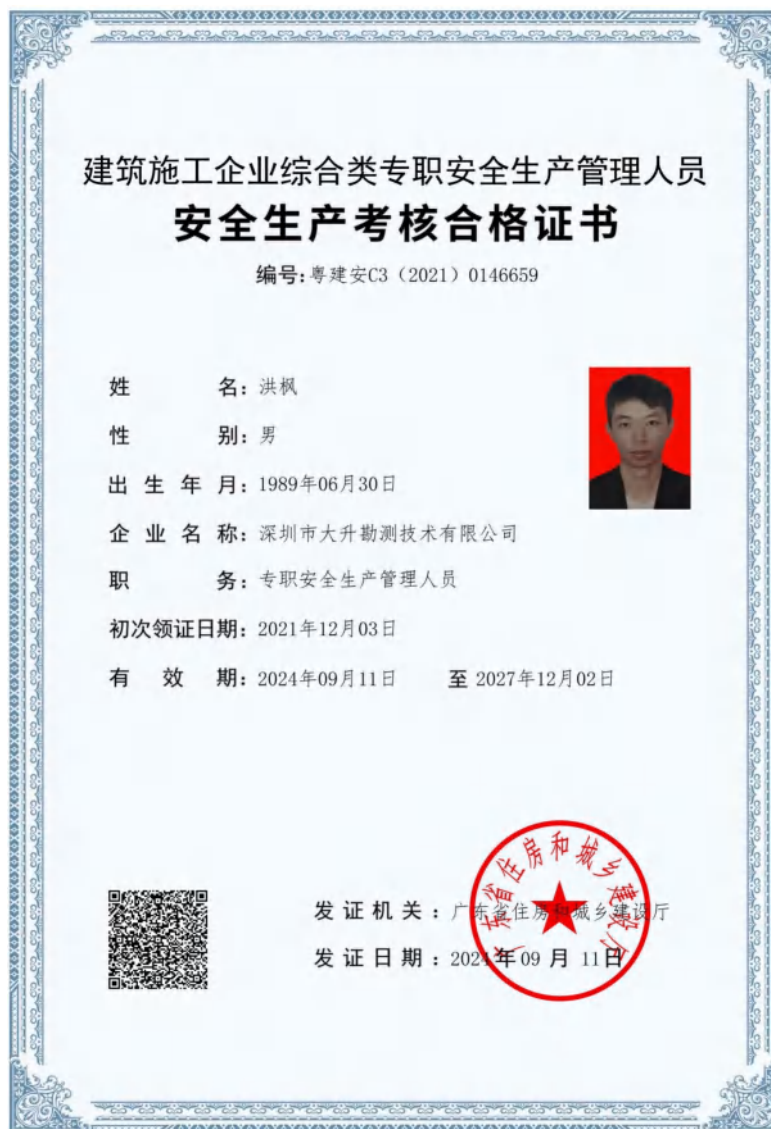 建筑施工企业综合类专职安全生产管理人员
安全生产考核合格证书
编号:粤建安C3（2021）0146659
姓名：洪枫
性别：男
出生年月：1989年06月30日
企业名称：深圳市大升勘测技术有限公司
职务：专职安全生产管理人员
初次领证日期：2021年12月03日
有效期：2024年09月11日 至 2027年12月02日
广东省住房和城乡建设厅
发证机关：广东省住房和城乡建设厅
发证日期：2024年09月11日